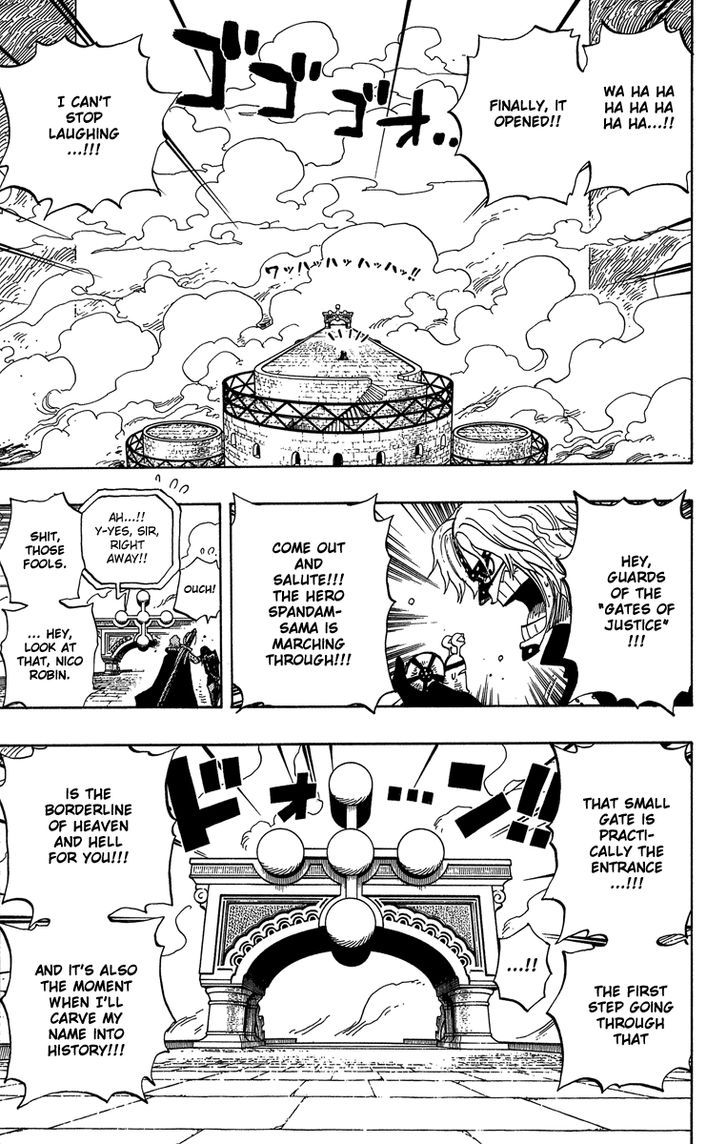 WA HA HA
HA HA HA
HA HA...!!
FINALLY, IT
OPENED!!
ゴゴゴゴォ..
I CAN'T
STOP
LAUGHING
...!!!
ワッハッハッハッハッ!!
HEY,
GUARDS
OF THE
"GATES OF
JUSTICE"
!!!
COME OUT
AND
SALUTE!!!
THE HERO
SPANDAM-
SAMA IS
MARCHING
THROUGH!!!
AH...!!
Y-YES, SIR,
RIGHT
AWAY!!
OUCH!
SHIT,
THOSE
FOOLS.
... HEY,
LOOK AT
THAT, NICO
ROBIN.
THAT SMALL
GATE IS
PRACTI-
CALLY THE
ENTRANCE
...!!!
ドォ…ン!!
...!!
THE FIRST
STEP GOING
THROUGH
THAT
IS THE
BORDERLINE
OF HEAVEN
AND HELL
FOR YOU!!!
AND IT'S ALSO
THE MOMENT
WHEN I'LL
CARVE MY
NAME INTO
HISTORY!!!